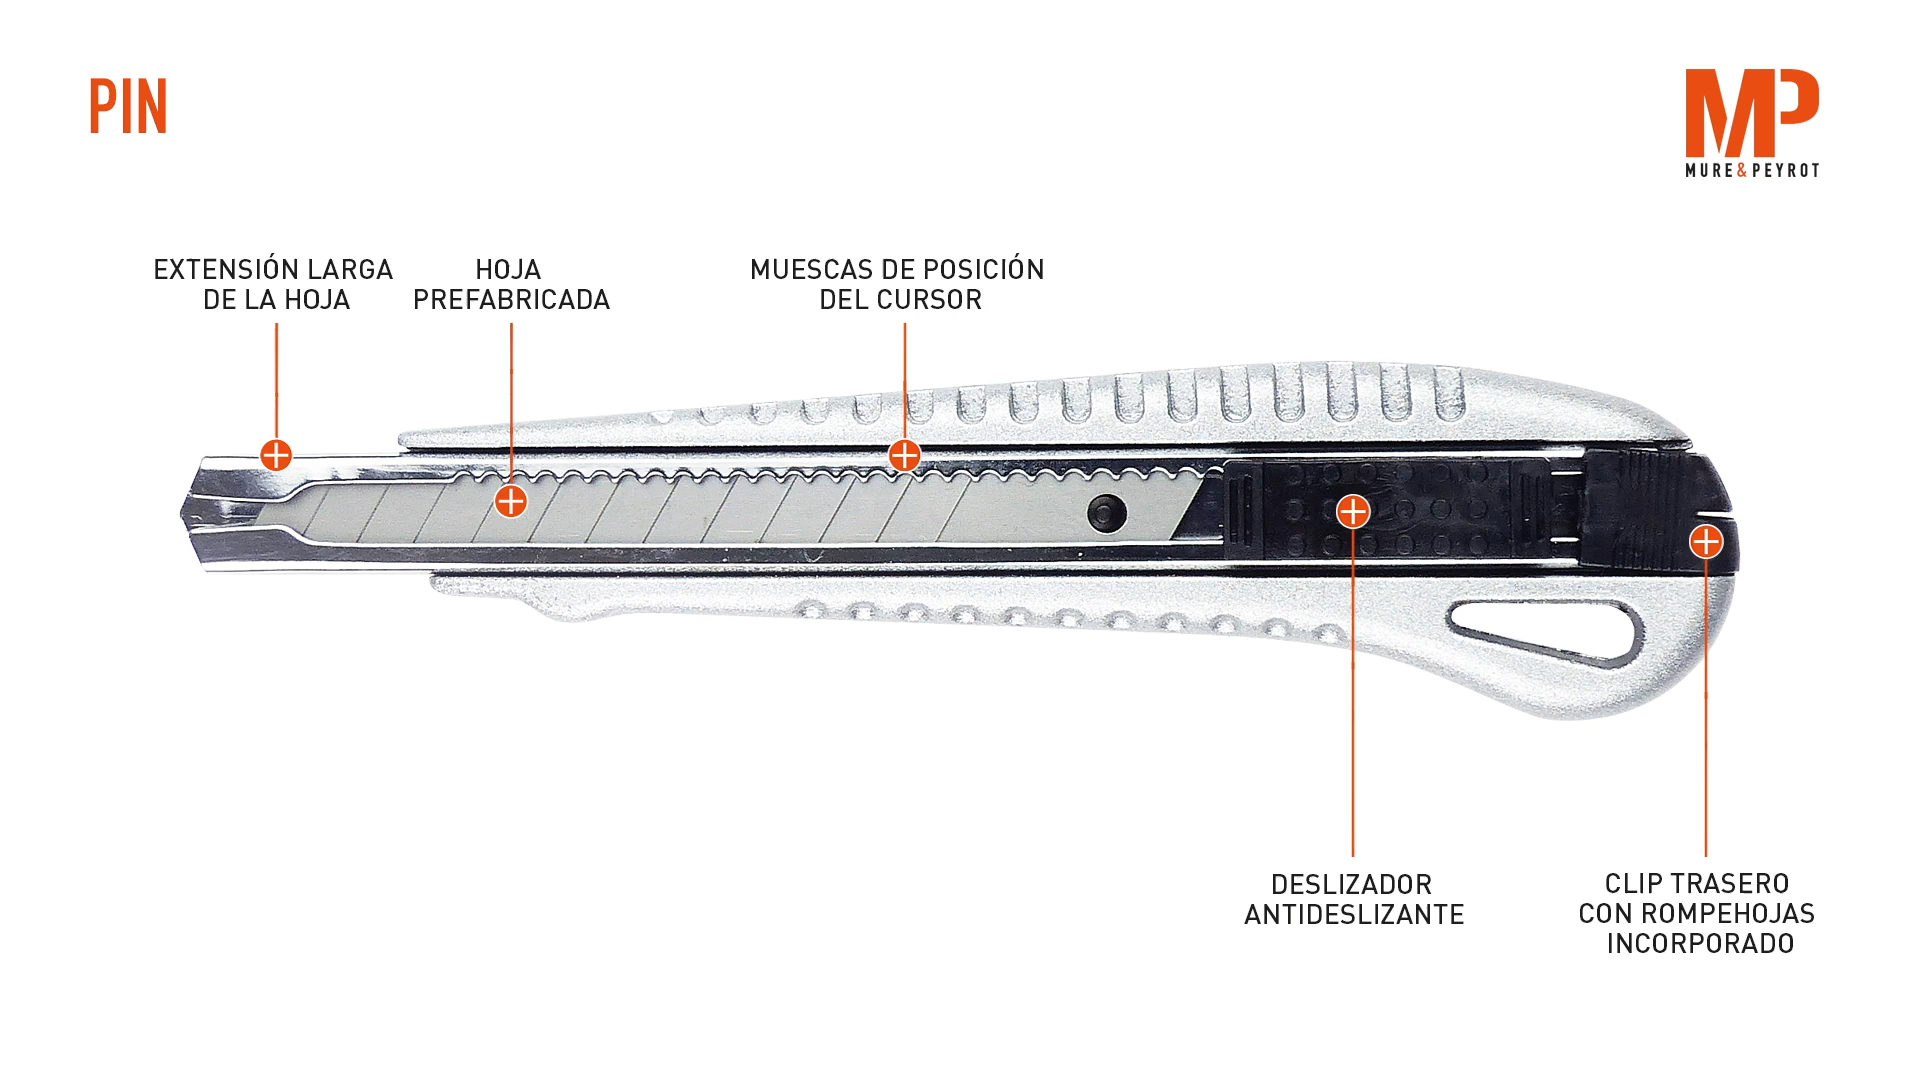 PIN
MP
MURE&PEYROT
EXTENSIÓN LARGA
DE LA HOJA
HOJA
PREFABRICADA
MUESCAS DE POSICIÓN
DEL CURSOR
DESLIZADOR
ANTIDESLIZANTE
CLIP TRASERO
CON ROMPEHOJAS
INCORPORADO